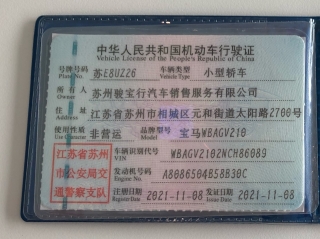 中华人民共和国机动车行驶证
Vehicle License of the People's Republic of China
号牌号码 苏E8UZ26 车辆类型 小型轿车
Plate No. Vehicle Type
所有人 苏州骏宝行汽车销售服务有限公司
Owner
住址 江苏省苏州市相城区元和街道太阳路2700号
Address
使用性质 非营运 品牌型号 宝马WBAGV210
Use Character Model
江苏省苏州
市公安局交
通警察支队
车辆识别代号 WBAGV2102NCH86089
VIN
发动机号码 A8086504B58B30C
Engine No.
注册日期 2021-11-08 发证日期 2021-11-08
Register Date Issue Date